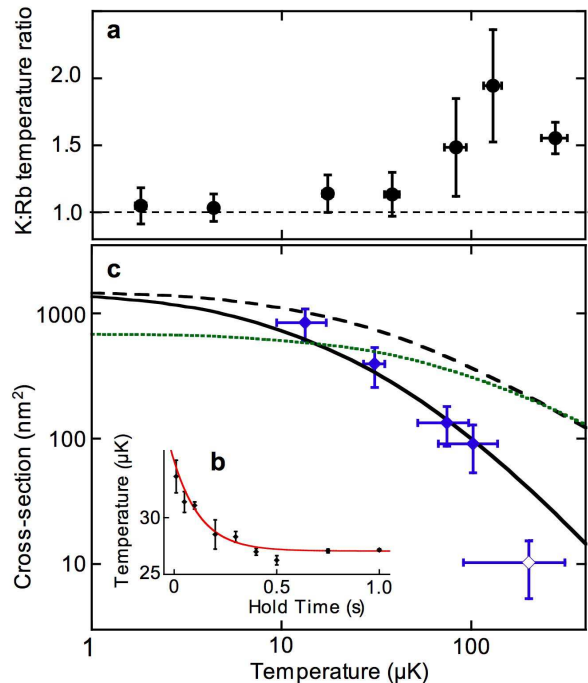 a
K:Rb temperature ratio
2.0
1.5
1.0
c
Cross-section (nm²)
1000
100
10
b
Temperature (μK)
30
27
25
0
0.5
1.0
Hold Time (s)
1
10
100
Temperature (μK)